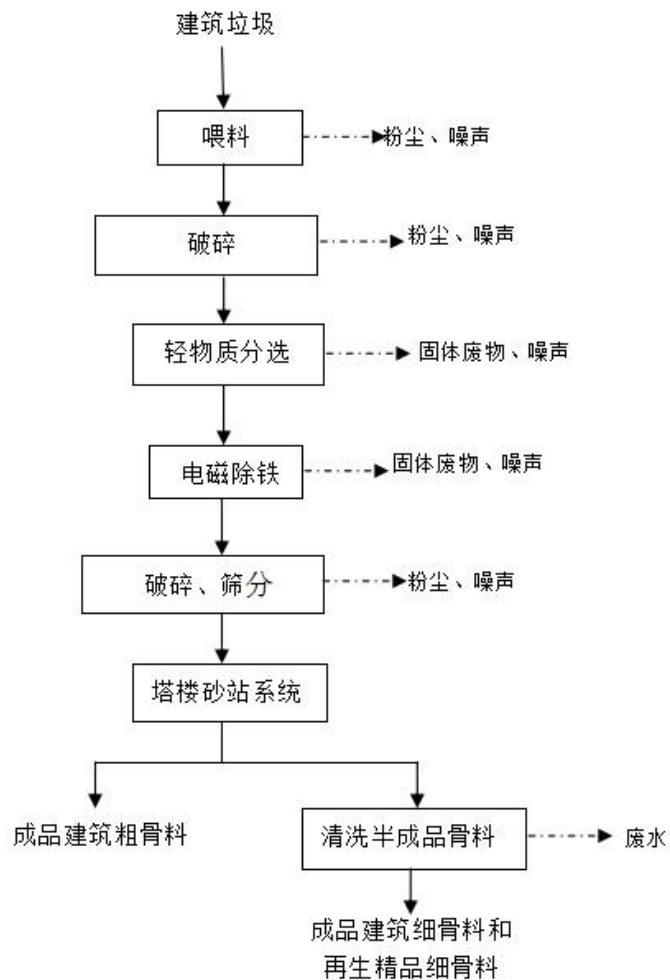 建筑垃圾
喂料
粉尘、噪声
破碎
粉尘、噪声
轻物质分选
固体废物、噪声
电磁除铁
固体废物、噪声
破碎、筛分
粉尘、噪声
塔楼砂站系统
成品建筑粗骨料
清洗半成品骨料
废水
成品建筑细骨料和
再生精品细骨料